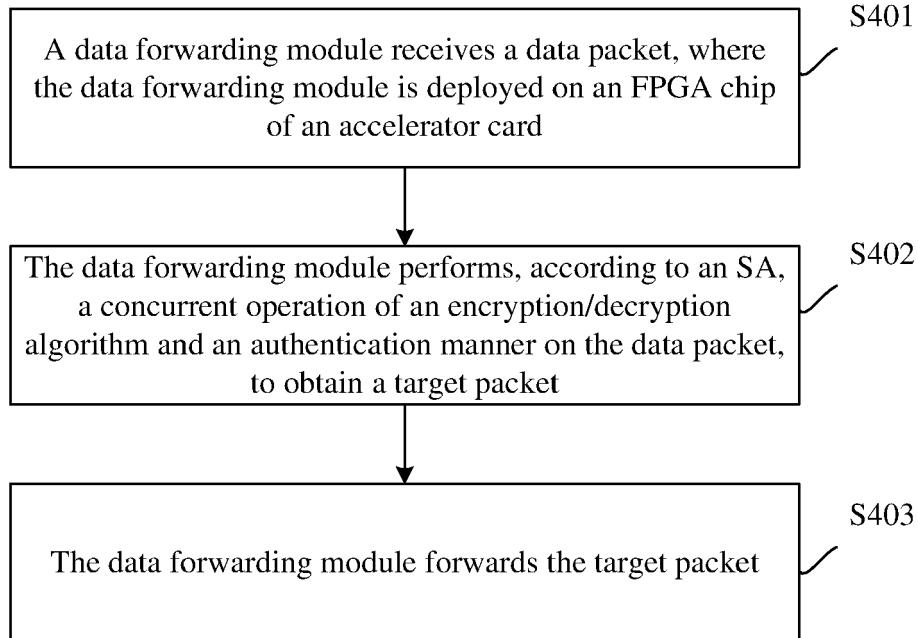 S401
A data forwarding module receives a data packet, where
the data forwarding module is deployed on an FPGA chip
of an accelerator card
S402
The data forwarding module performs, according to an SA,
a concurrent operation of an encryption/decryption
algorithm and an authentication manner on the data packet,
to obtain a target packet
S403
The data forwarding module forwards the target packet